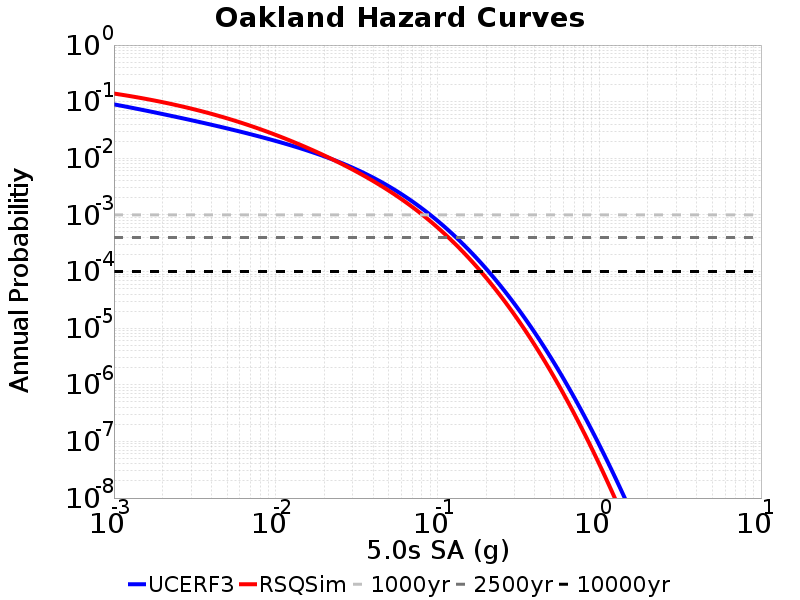 Oakland Hazard Curves
Annual Probabilitiy
10^0
10^-1
10^-2
10^-3
10^-4
10^-5
10^-6
10^-7
10^-8
10^-3 10^-2 10^-1 10^0 10^1
5.0s SA (g)
UCERF3 RSQSim 1000yr 2500yr 10000yr